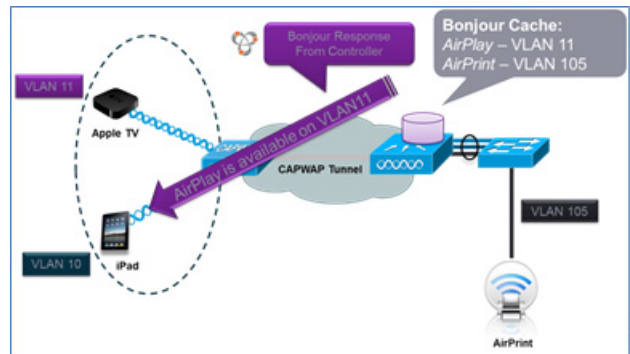 Bonjour Response
From Controller
Bonjour Cache:
AirPlay – VLAN 11
AirPrint – VLAN 105
VLAN 11
Apple TV
AirPlay is available on VLAN11
CAPWAP Tunnel
VLAN 105
VLAN 10
iPad
AirPrint